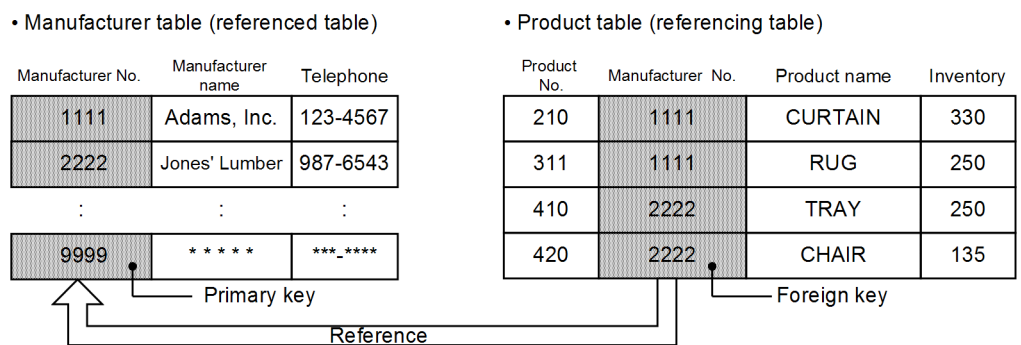 • Manufacturer table (referenced table)
Manufacturer No. Manufacturer name Telephone
1111 Adams, Inc. 123-4567
2222 Jones' Lumber 987-6543
: : :
9999 * * * * * ***-****
Primary key
• Product table (referencing table)
Product No. Manufacturer No. Product name Inventory
210 1111 CURTAIN 330
311 1111 RUG 250
410 2222 TRAY 250
420 2222 CHAIR 135
Foreign key
Reference